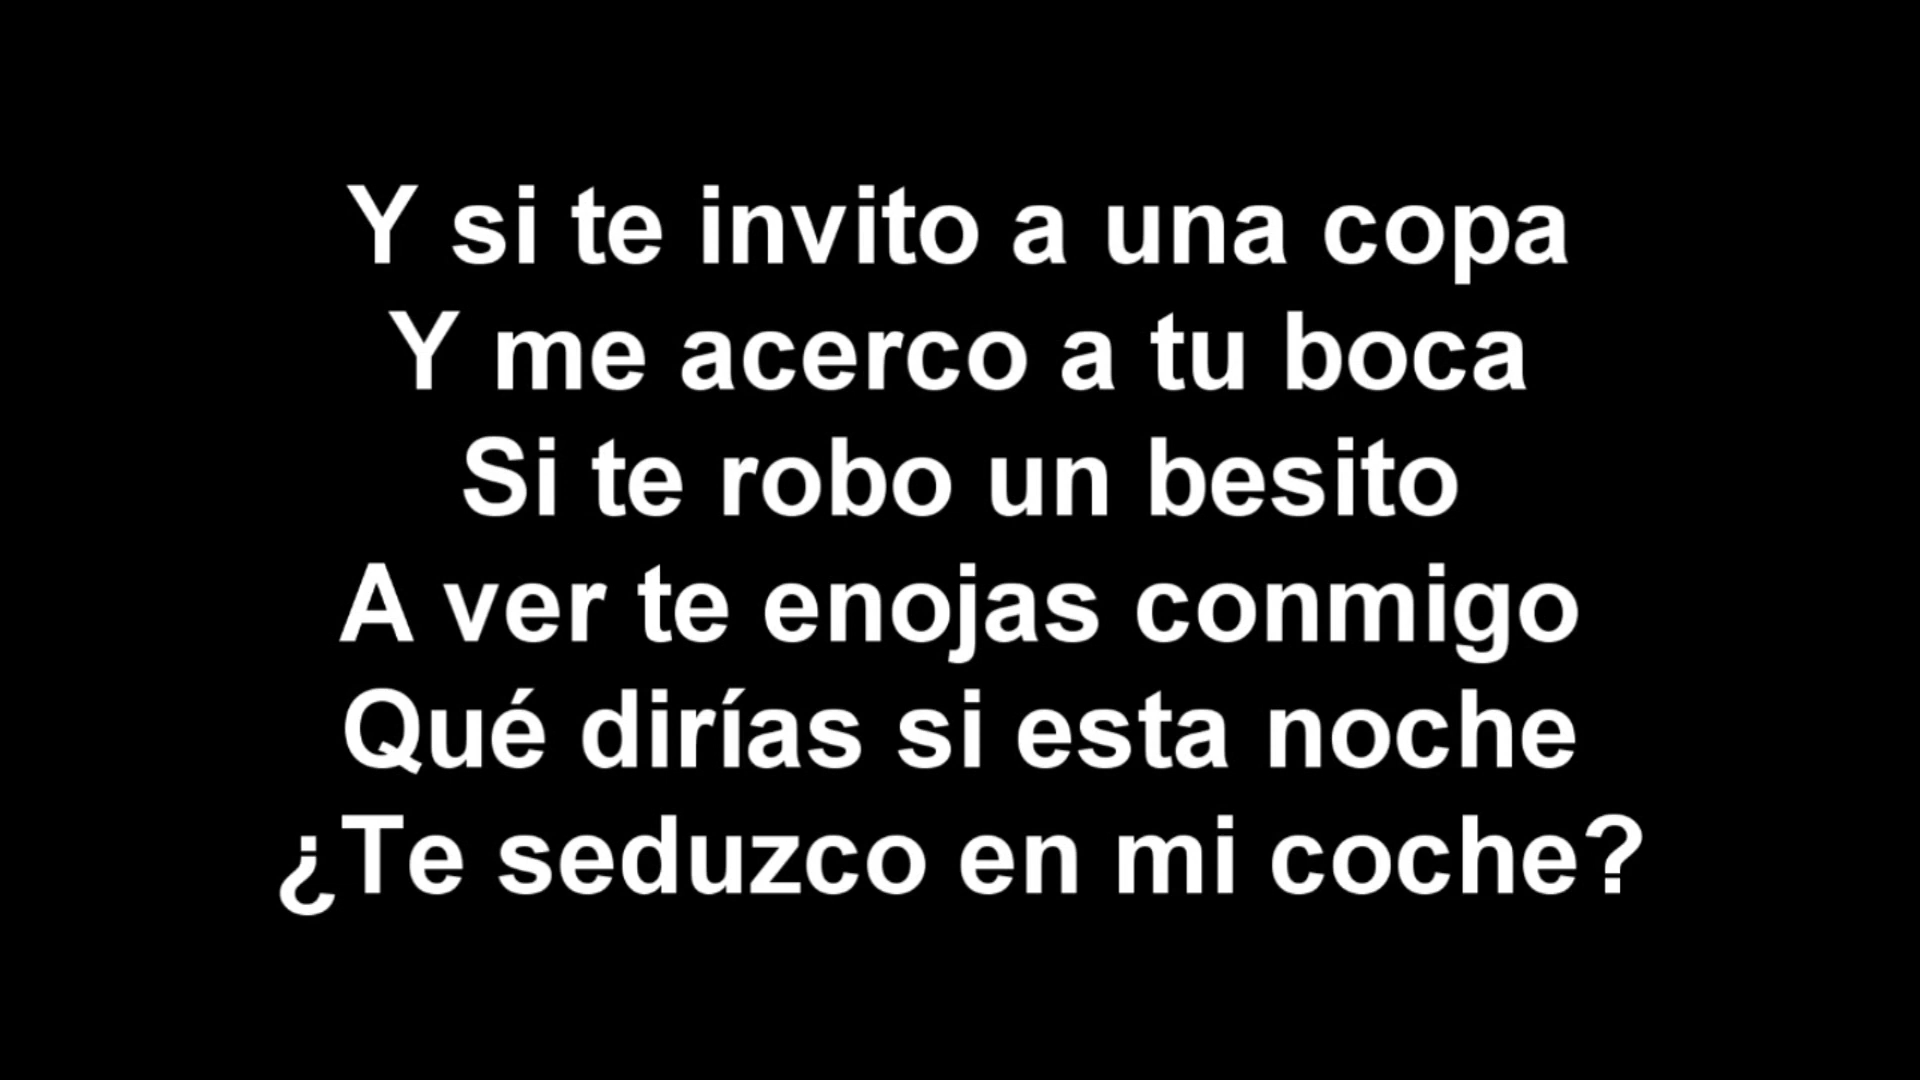 Y si te invito a una copa
Y me acerco a tu boca
Si te robo un besito
A ver te enojas conmigo
Qué dirías si esta noche
¿Te seduzco en mi coche?